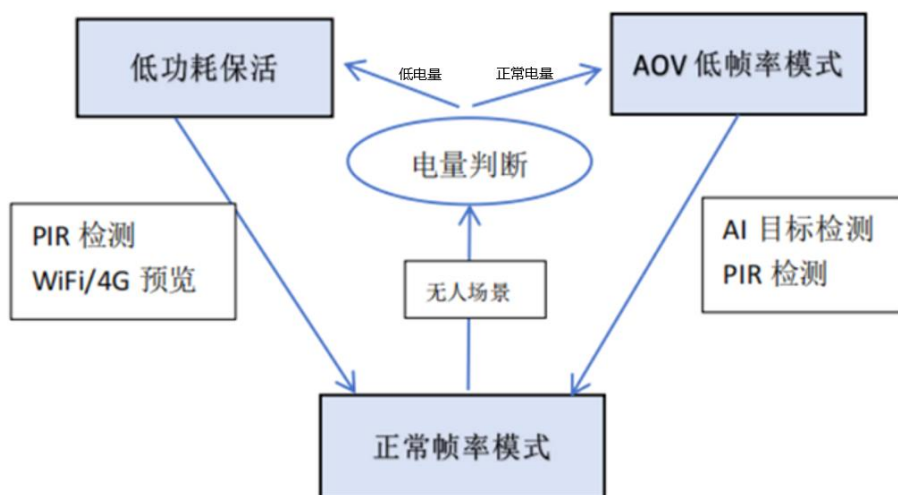 低功耗保活
低电量
正常电量
AOV 低帧率模式
电量判断
PIR 检测
WiFi/4G 预览
无人场景
AI 目标检测
PIR 检测
正常帧率模式